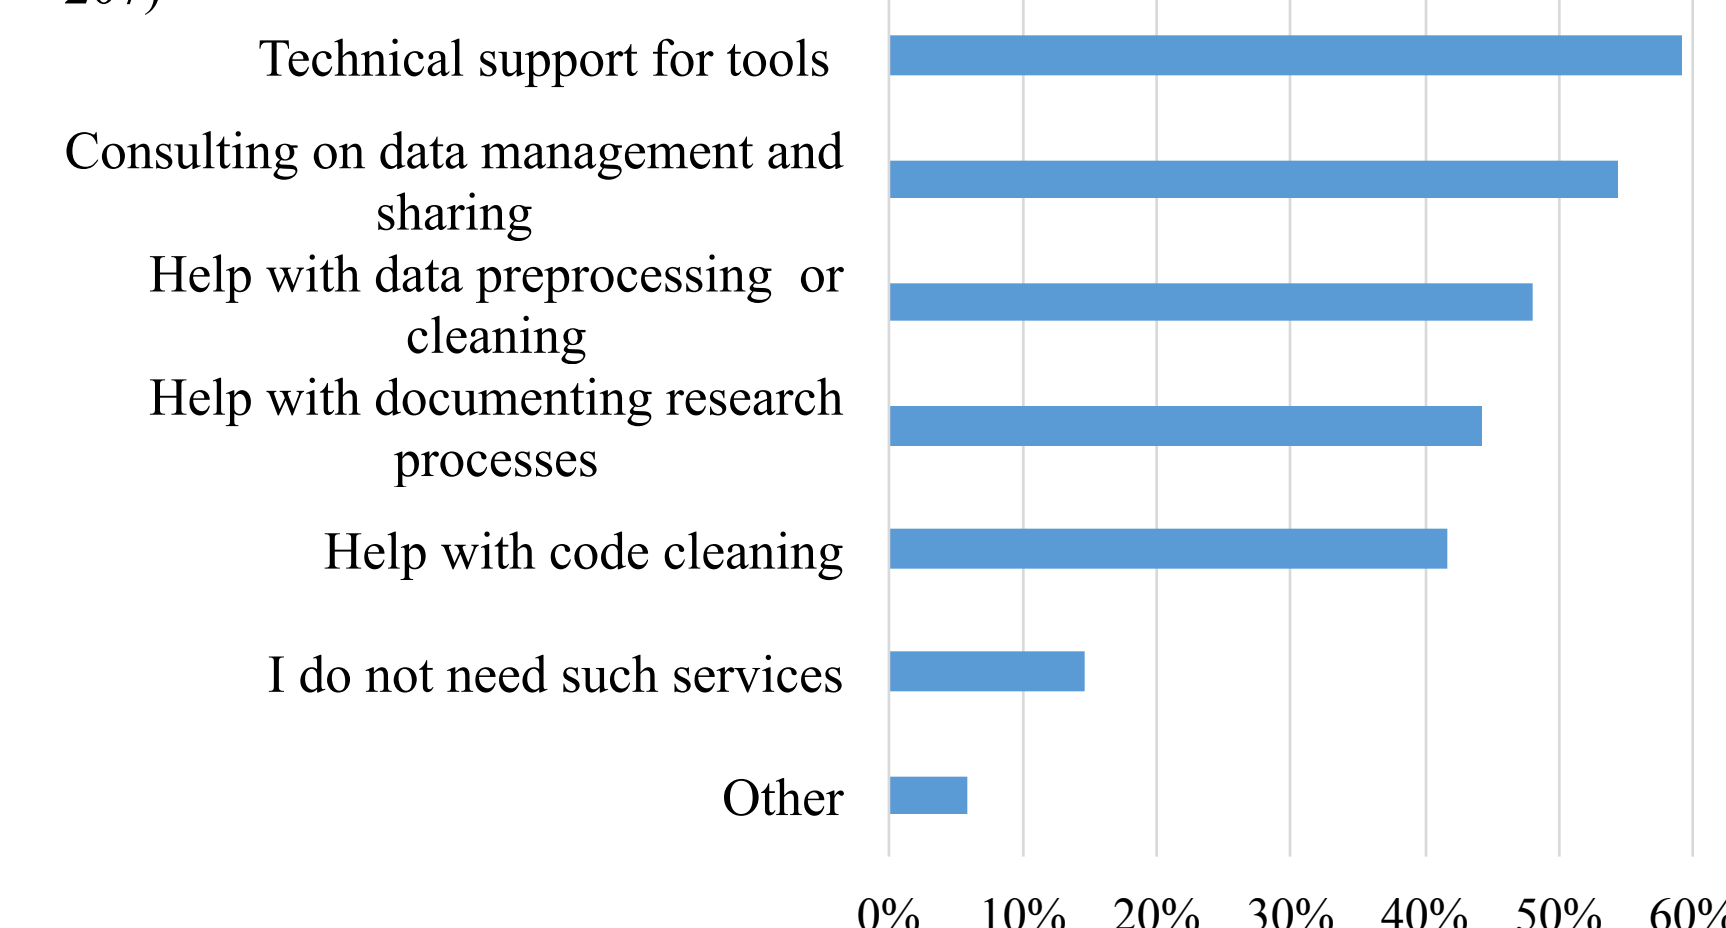 Technical support for tools
Consulting on data management and
sharing
Help with data preprocessing  or
cleaning
Help with documenting research
processes
Help with code cleaning
I do not need such services
Other
0% 10% 20% 30% 40% 50% 60%